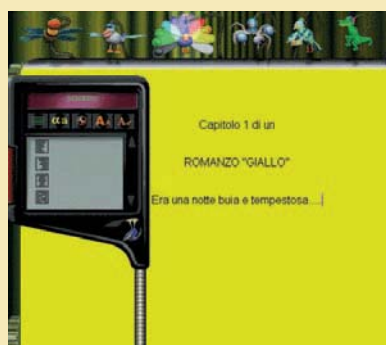 Capitolo 1 di un
ROMANZO "GIALLO"
Era una notte buia e tempestosa....